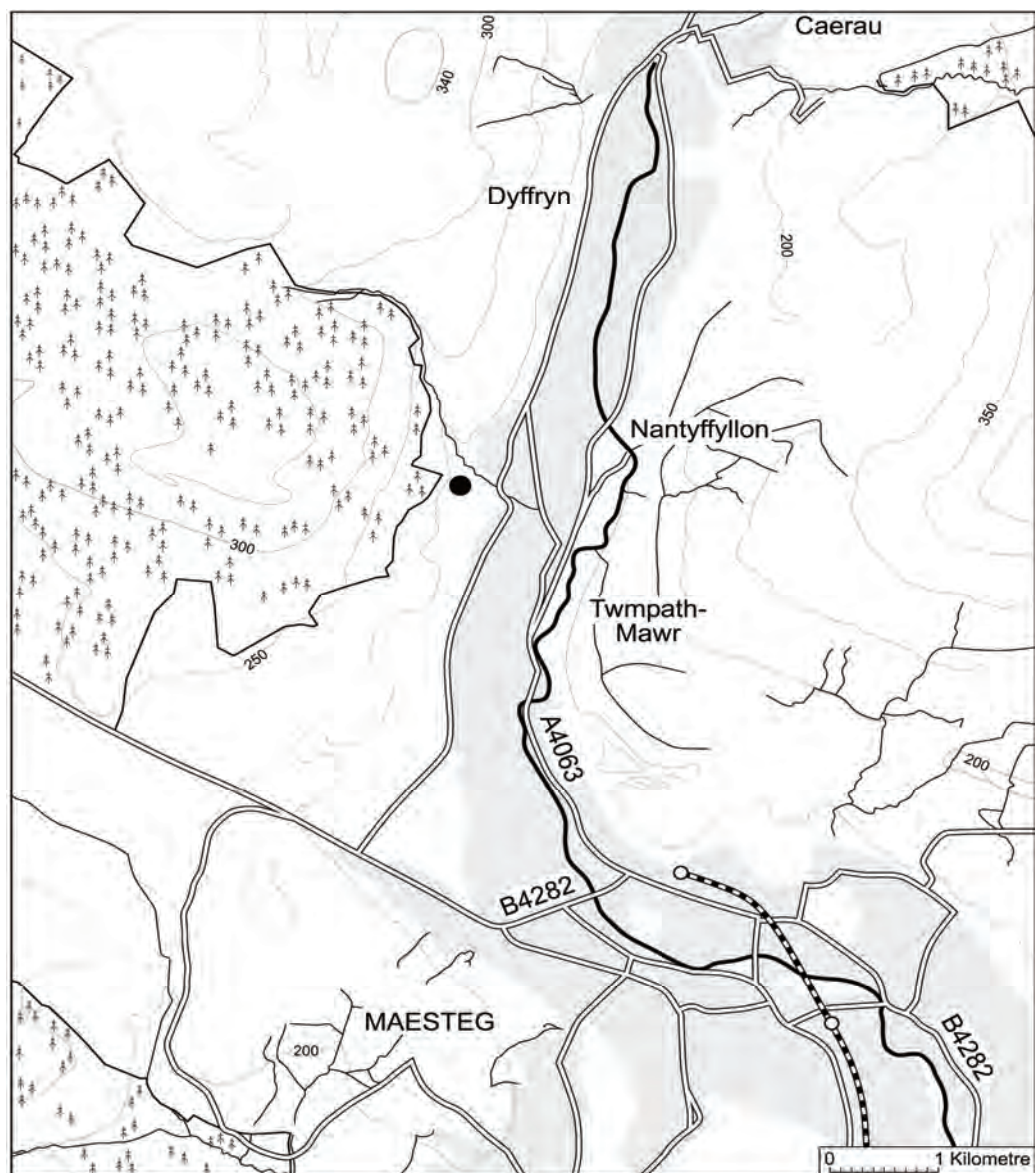 Caerau
300
340
Dyffryn
200
350
Nantyffyllon
300
Twmpath-
Mawr
250
A4063
200
B4282
MAESTEG
200
B4282
0 1 Kilometre